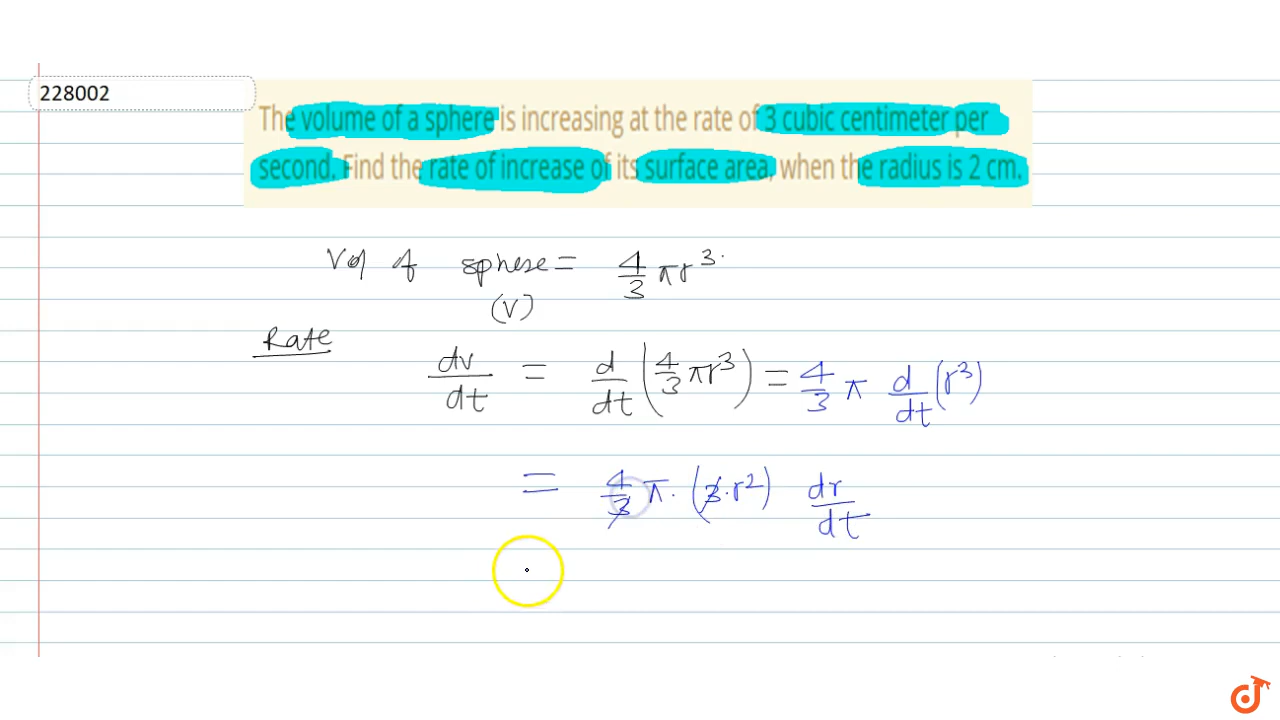 228002
The volume of a sphere is increasing at the rate of 3 cubic centimeter per
second. Find the rate of increase of its surface area, when the radius is 2 cm.
Vol of sphere = 4/3 πr³.
(V)
Rate
dv/dt = d/dt (4/3 πr³) = 4/3 π d/dt (r³)
= 4/3 π. (3.r²) dr/dt